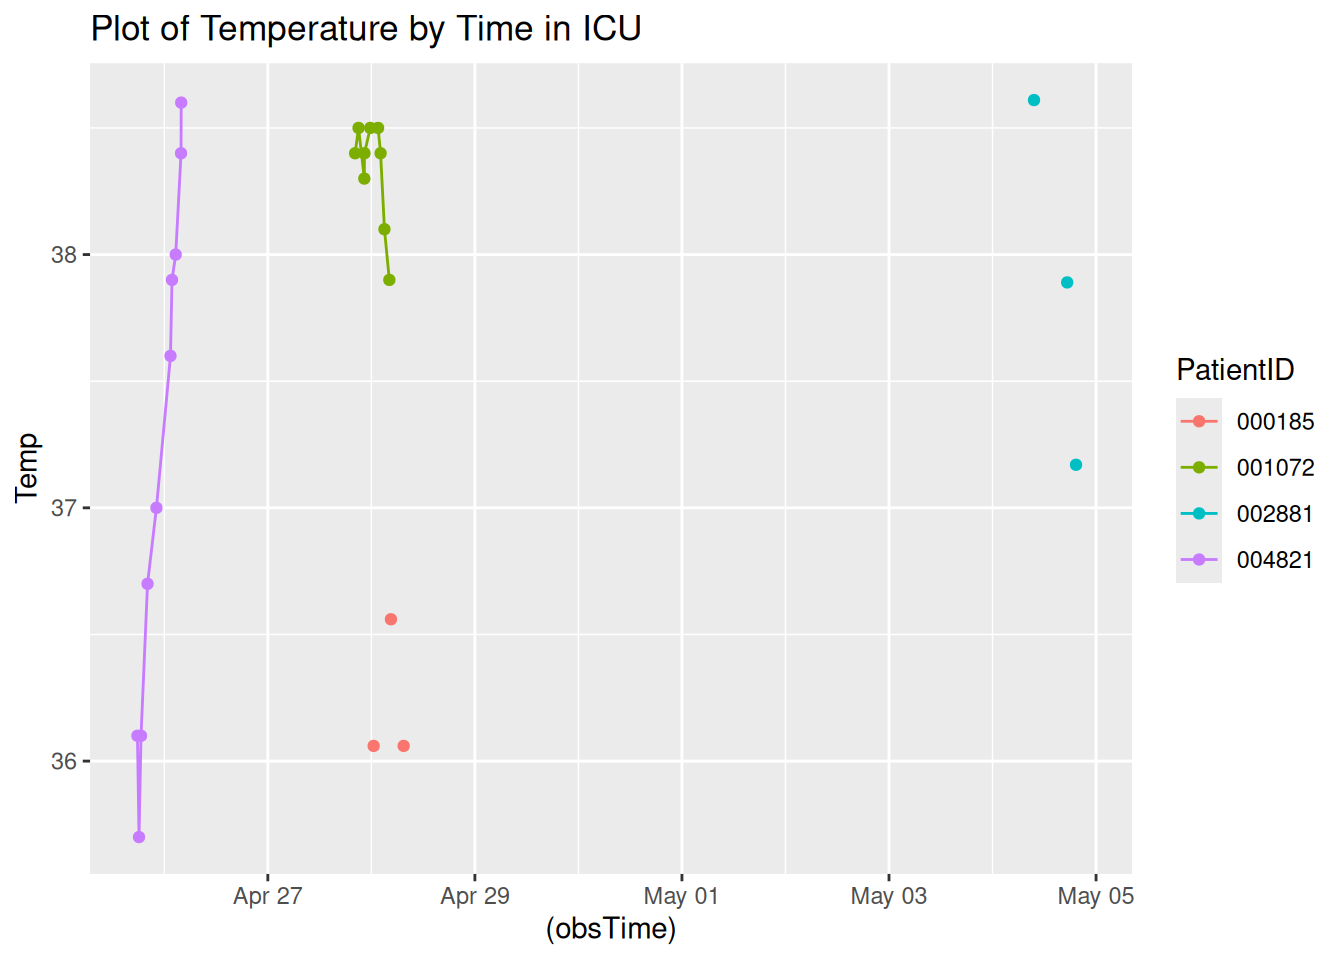 Plot of Temperature by Time in ICU
Temp
38
37
36
Apr 27
Apr 29
May 01
May 03
May 05
(obsTime)
PatientID
000185
001072
002881
004821